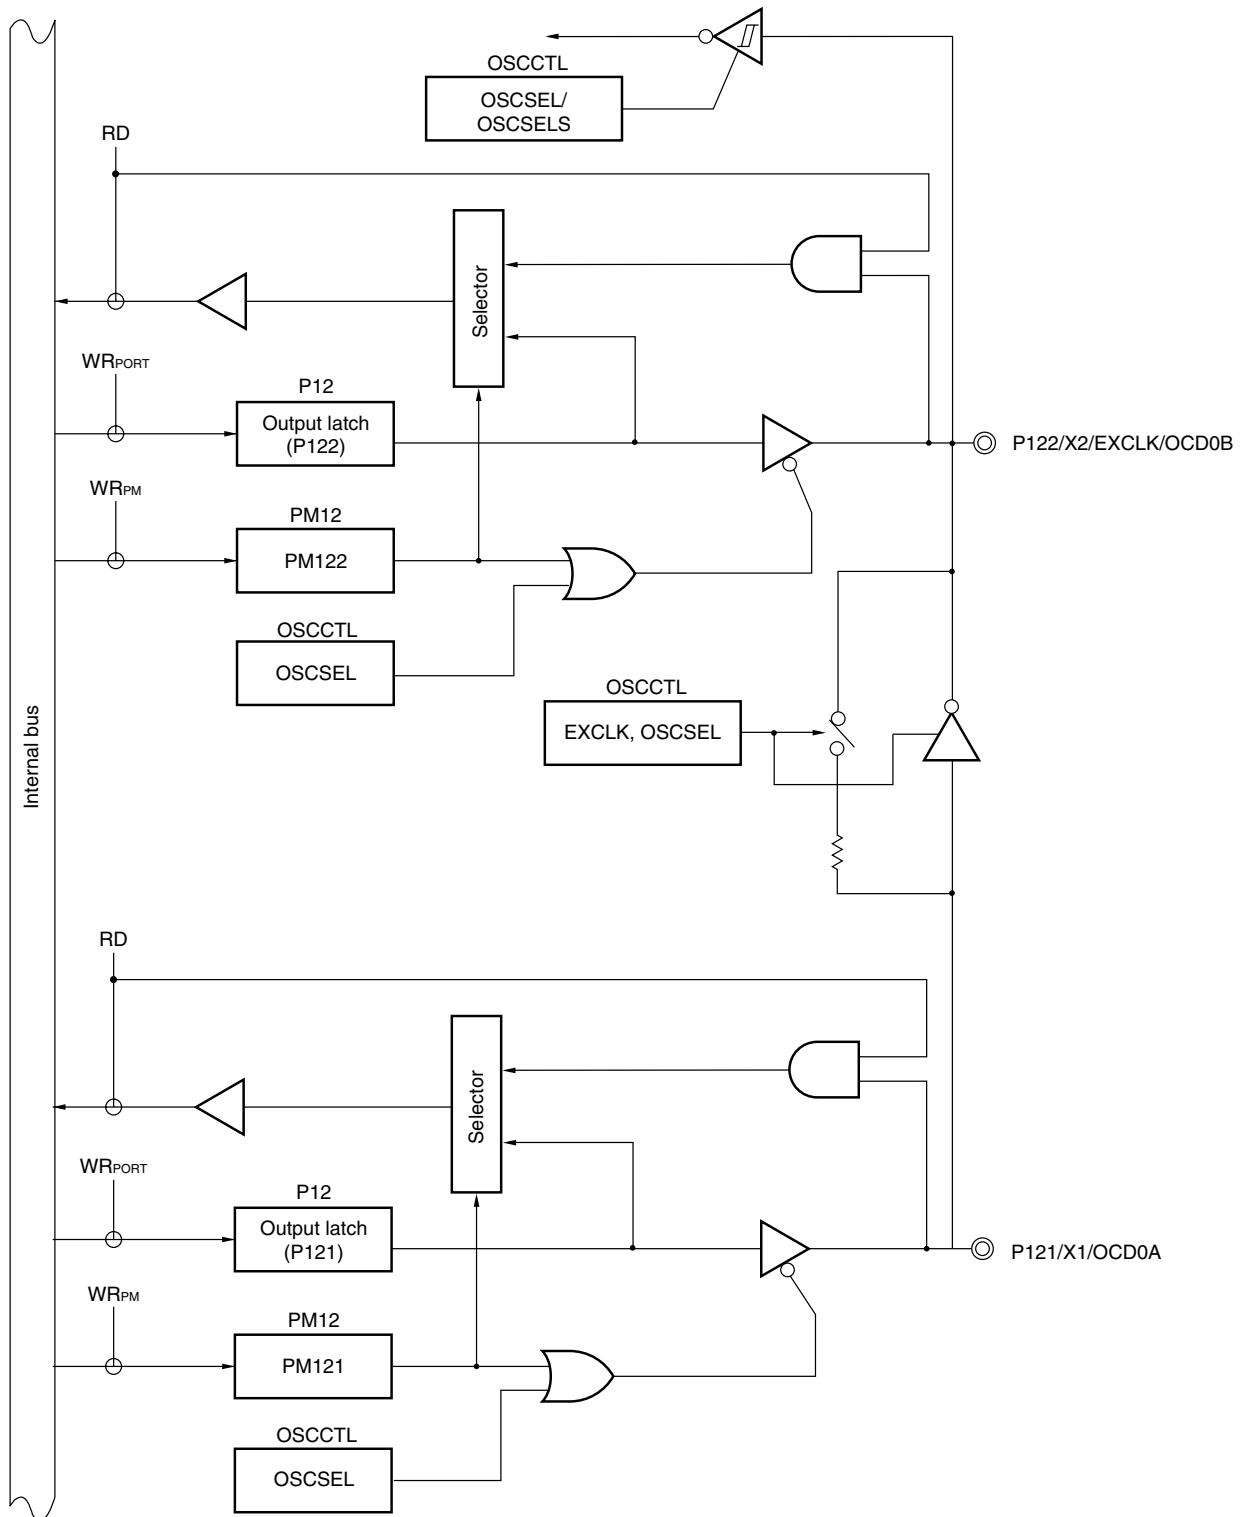 OSCCTL
OSCSEL/
OSCSELS
RD
Selector
WRPORT
P12
Output latch
(P122)
P122/X2/EXCLK/OCD0B
WRPM
PM12
PM122
OSCCTL
OSCSEL
OSCCTL
EXCLK, OSCSEL
Internal bus
RD
Selector
WRPORT
P12
Output latch
(P121)
P121/X1/OCD0A
WRPM
PM12
PM121
OSCCTL
OSCSEL